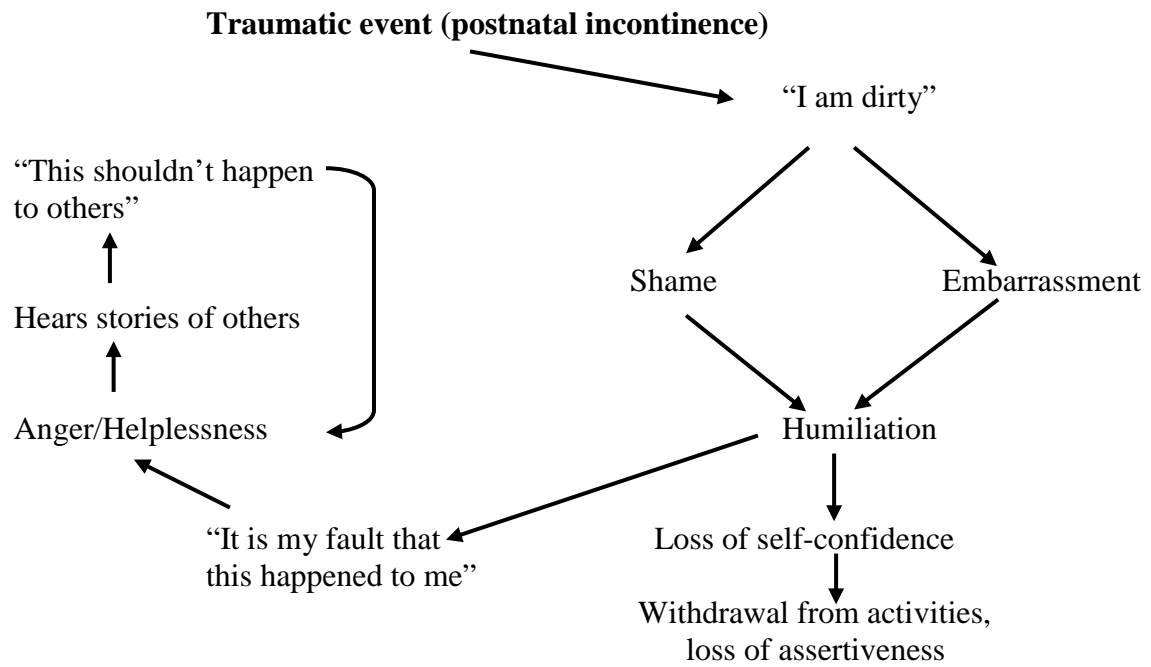 Traumatic event (postnatal incontinence)
“I am dirty”
“This shouldn’t happen
to others”
Shame
Embarrassment
Hears stories of others
Anger/Helplessness
Humiliation
“It is my fault that
this happened to me”
Loss of self-confidence
Withdrawal from activities,
loss of assertiveness